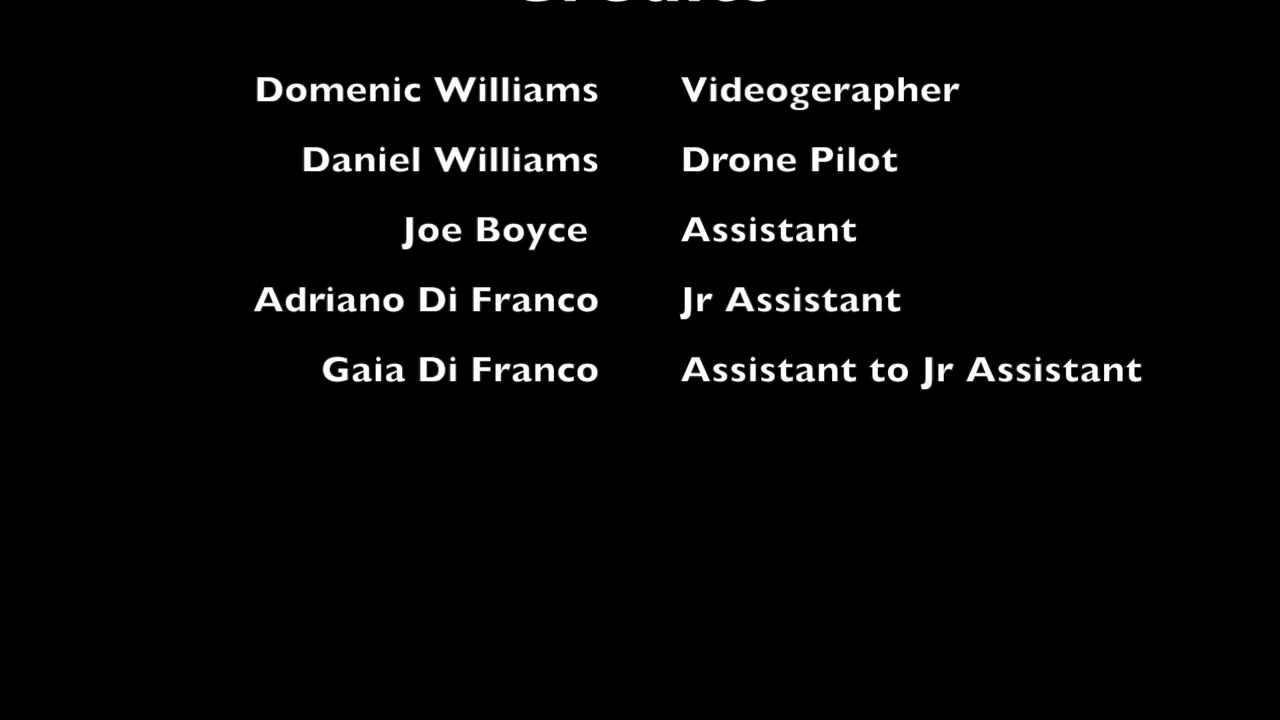 Credits
Domenic Williams Videogerapher
Daniel Williams Drone Pilot
Joe Boyce Assistant
Adriano Di Franco Jr Assistant
Gaia Di Franco Assistant to Jr Assistant